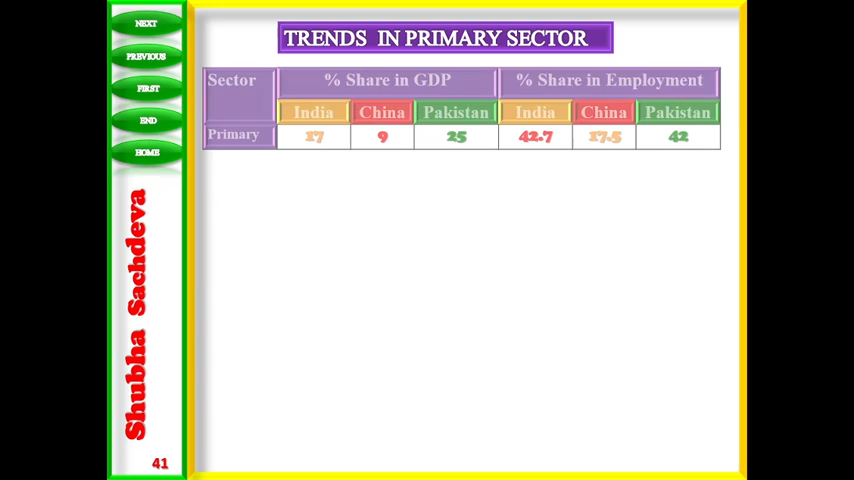 NEXT
PREVIOUS
FIRST
END
HOME
Shubha Sachdeva
41
TRENDS IN PRIMARY SECTOR
Sector % Share in GDP % Share in Employment
India China Pakistan India China Pakistan
Primary 17 9 25 42.7 17.5 42